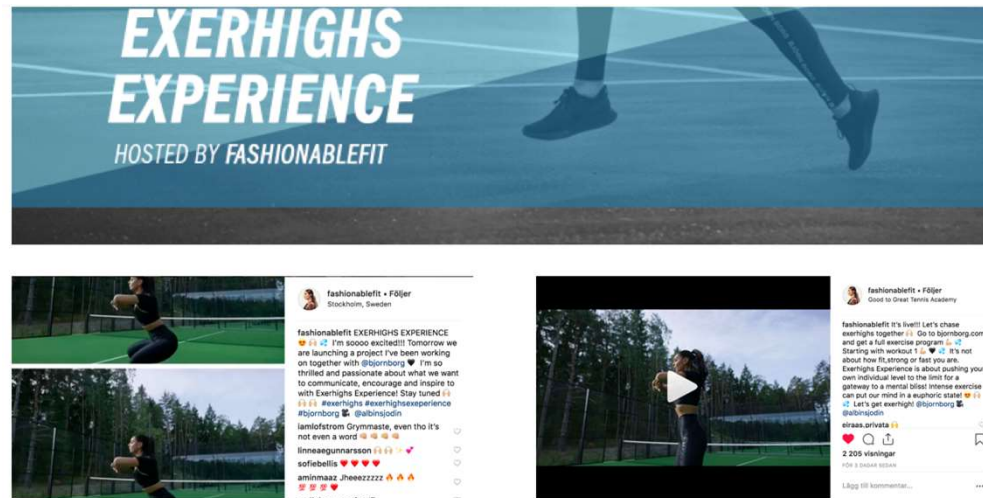 EXERHIGHS
EXPERIENCE
HOSTED BY FASHIONABLEFIT
fashionablefit • Följer
Stockholm, Sweden
fashionablefit EXERHIGHS EXPERIENCE
😍 🙌🏼 💦 I'm soooo excited!!! Tomorrow we
are launching a project I've been working
on together with @bjornborg 🖤 I'm so
thrilled and passionate about what we want
to communicate, encourage and inspire to
with Exerhighs Experience! Stay tuned 🙌🏼
🙌🏼 🙌🏼 #exerhighs #exerhighsexperience
#bjornborg 🎥 @albinsjodin
iamlofstrom Grymmaste, even tho it's
not even a word 👊🏼 👊🏼 👊🏼 👊🏼
linneaegunnarsson 🙌🏼 🙌🏼 ✨ 💕
sofiebellis ❤️ ❤️ ❤️ ❤️
aminmaaz Jheeezzzzz 🔥 🔥 🔥
💯 💯 💯 ❤️
fashionablefit • Följer
Good to Great Tennis Academy
fashionablefit It's live!!! Let's chase
exerhighs together 🙌🏼 Go to bjornborg.com
and get a full exercise program 💪🏼 💦
Starting with workout 1 💪🏼 🖤 💦 It's not
about how fit,strong or fast you are.
Exerhighs Experience is about pushing your
own individual level to the limit for a
gateway to a mental bliss! Intense exercise
can put our mind in a euphoric state! 😍 🙌🏼
💦 Let's get exerhigh! @bjornborg 🎥
@albinsjodin
eiraas.privata 🙌🏼
2 205 visningar
FÖR 3 DAGAR SEDAN
Lägg till kommentar...